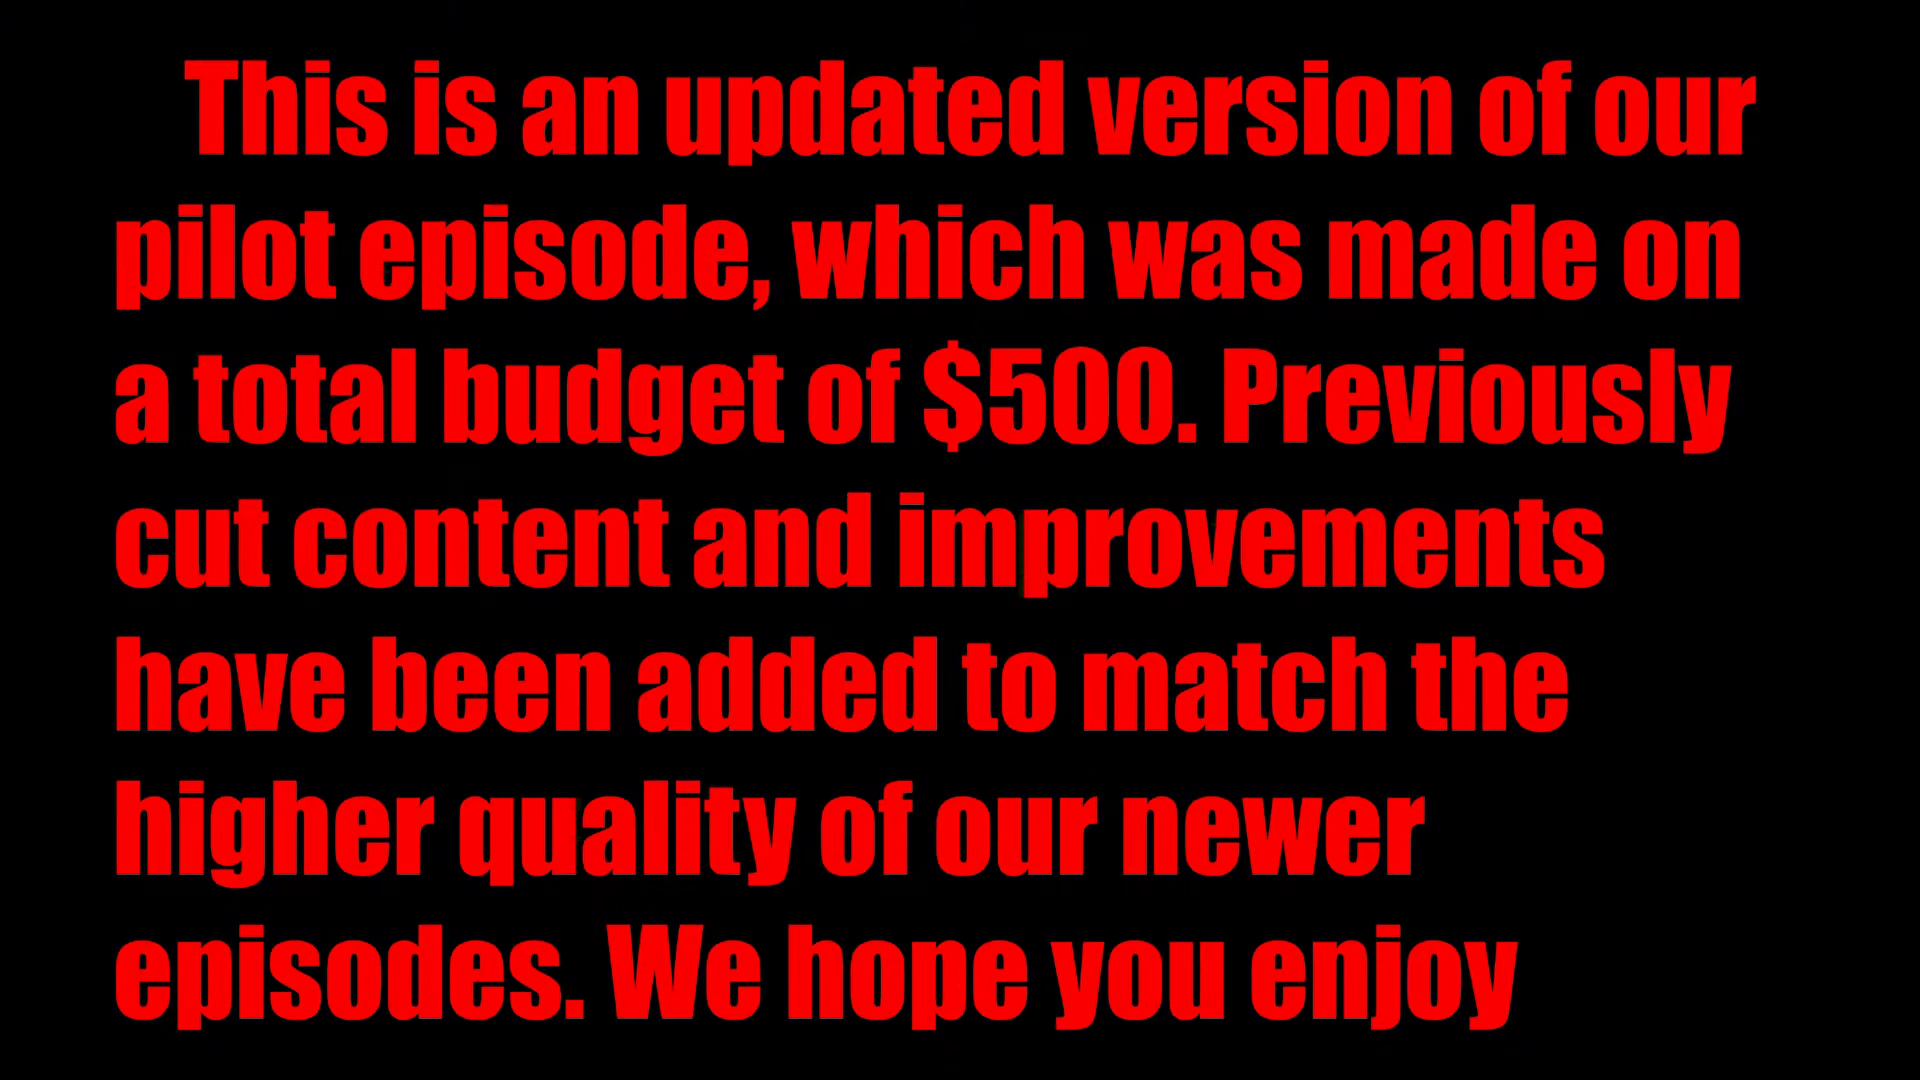 This is an updated version of our
pilot episode, which was made on
a total budget of $500. Previously
cut content and improvements
have been added to match the
higher quality of our newer
episodes. We hope you enjoy